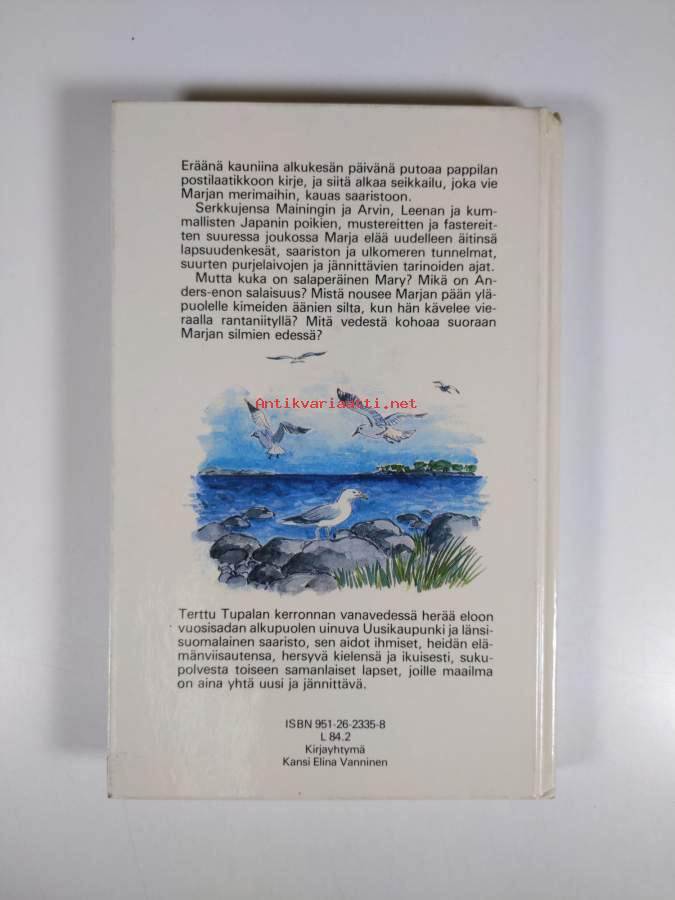 Eräänä kauniina alkukesän päivänä putoaa pappilan
postilaatikkoon kirje, ja siitä alkaa seikkailu, joka vie
Marjan merimaihin, kauas saaristoon.
Serkkujensa Mainingin ja Arvin, Leenan ja kum-
mallisten Japanin poikien, mustereitten ja fastereit-
ten suuressa joukossa Marja elää uudelleen äitinsä
lapsuudenkesät, saariston ja ulkomeren tunnelmat,
suurten purjelaivojen ja jännittävien tarinoiden ajat.
Mutta kuka on salaperäinen Mary? Mikä on An-
ders-enon salaisuus? Mistä nousee Marjan pään ylä-
puolelle kimeiden äänien silta, kun hän kävelee vie-
raalla rantaniityllä? Mitä vedestä kohoaa suoraan
Marjan silmien edessä?
Antikvariaatti.net
Terttu Tupalan kerronnan vanavedessä herää eloon
vuosisadan alkupuolen uinuva Uusikaupunki ja länsi-
suomalainen saaristo, sen aidot ihmiset, heidän elä-
mänviisautensa, hersyvä kielensä ja ikuisesti, suku-
polvesta toiseen samanlaiset lapset, joille maailma
on aina yhtä uusi ja jännittävä.
ISBN 951-26-2335-8
L 84.2
Kirjayhtymä
Kansi Elina Vanninen